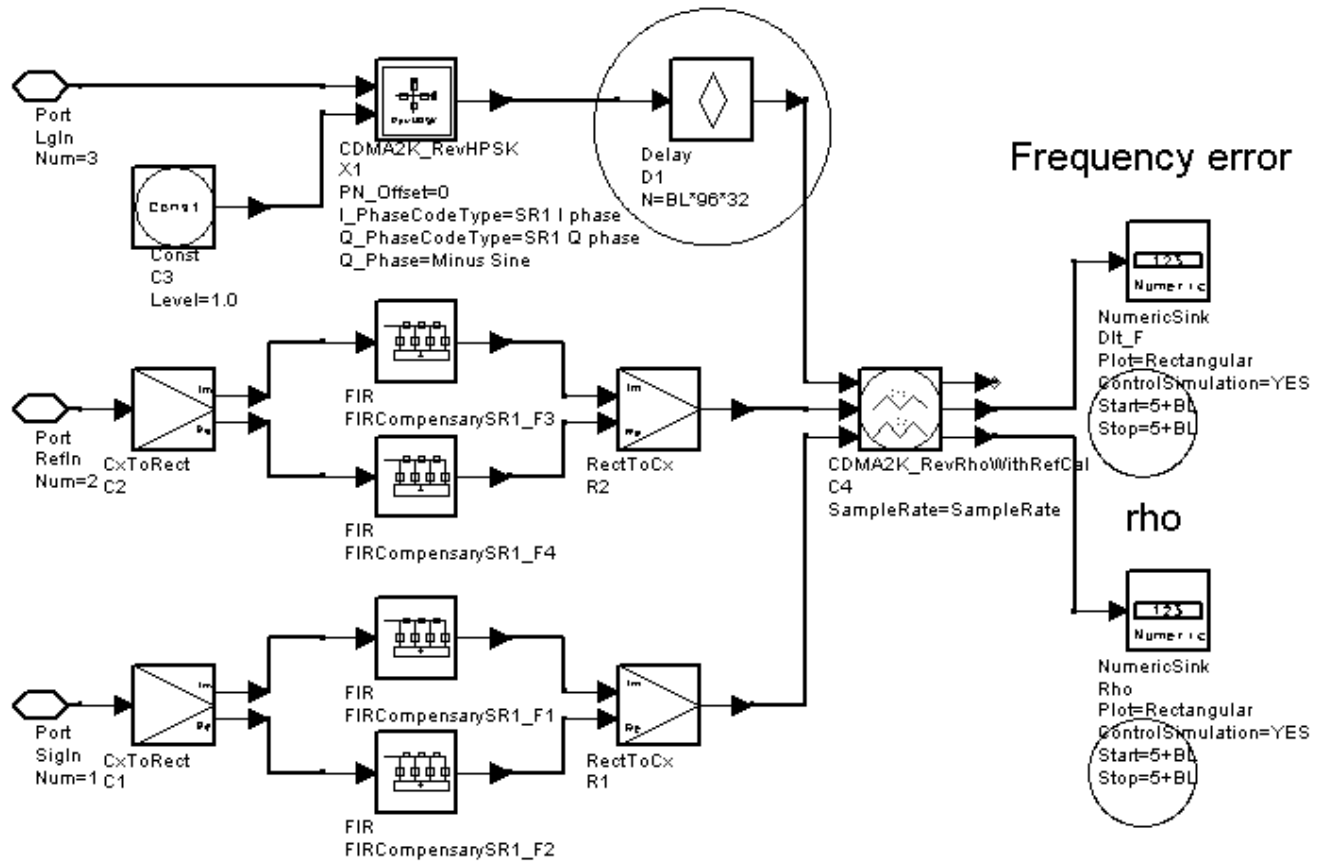 Port
LgIn
Num=3
Const
Const
C3
Level=1.0
CDMA2K_RevHPSK
X1
PN_Offset=0
I_PhaseCodeType=SR1 I phase
Q_PhaseCodeType=SR1 Q phase
Q_Phase=Minus Sine
Delay
D1
N=BL*96*32
Frequency error
123
Numeric
NumericSink
Dlt_F
Plot=Rectangular
ControlSimulation=YES
Start=5+BL
Stop=5+BL
Port
RefIn
Num=2
Im
Re
CxToRect
C2
FIR
FIRCompensarySR1_F3
FIR
FIRCompensarySR1_F4
Im
Re
RectToCx
R2
CDMA2K_RevRhoWithRefCal
C4
SampleRate=SampleRate
rho
123
Numeric
NumericSink
Rho
Plot=Rectangular
ControlSimulation=YES
Start=5+BL
Stop=5+BL
Port
SigIn
Num=1
Im
Re
CxToRect
C1
FIR
FIRCompensarySR1_F1
FIR
FIRCompensarySR1_F2
Im
Re
RectToCx
R1